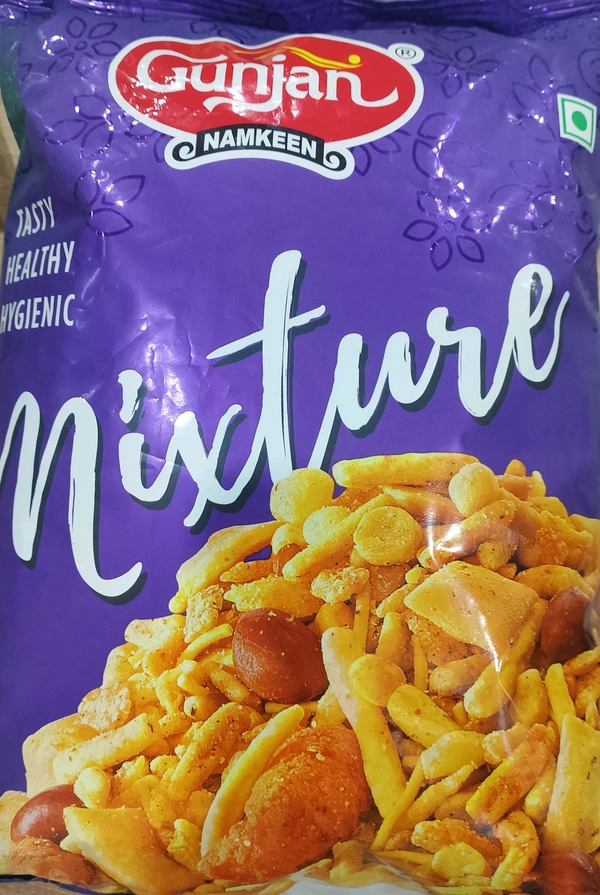 Gunjan®
NAMKEEN
TASTY
HEALTHY
HYGIENIC
Mixture